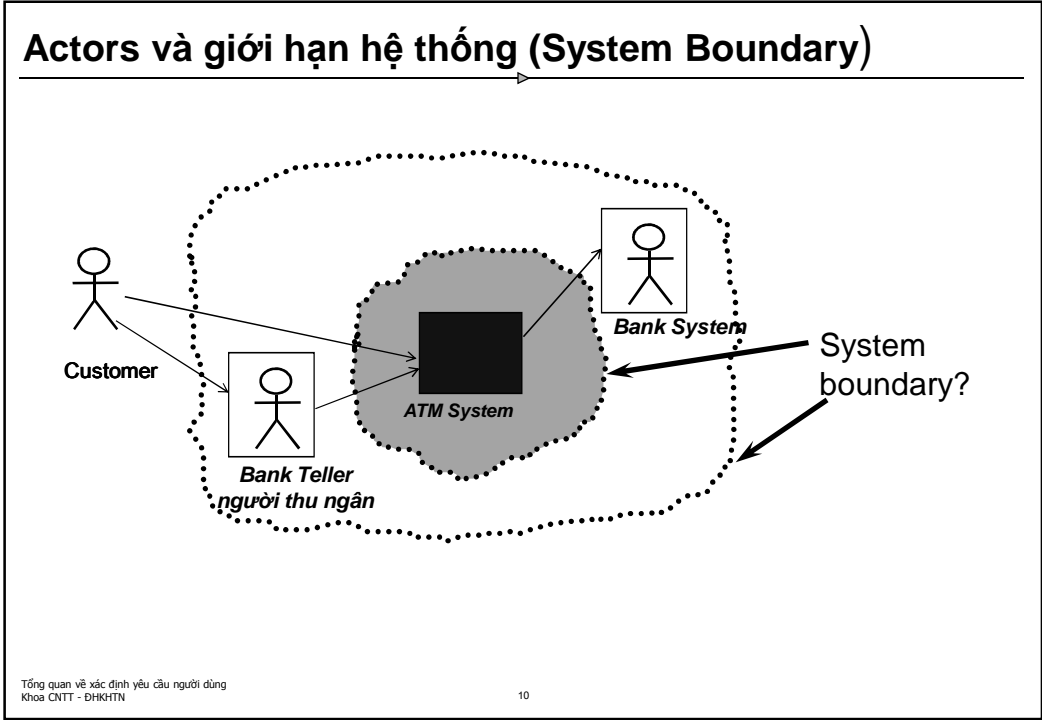 Actors và giới hạn hệ thống (System Boundary)
Bank System
System
boundary?
Customer
ATM System
Bank Teller
người thu ngân
Tổng quan về xác định yêu cầu người dùng
Khoa CNTT - ĐHKHTN
10